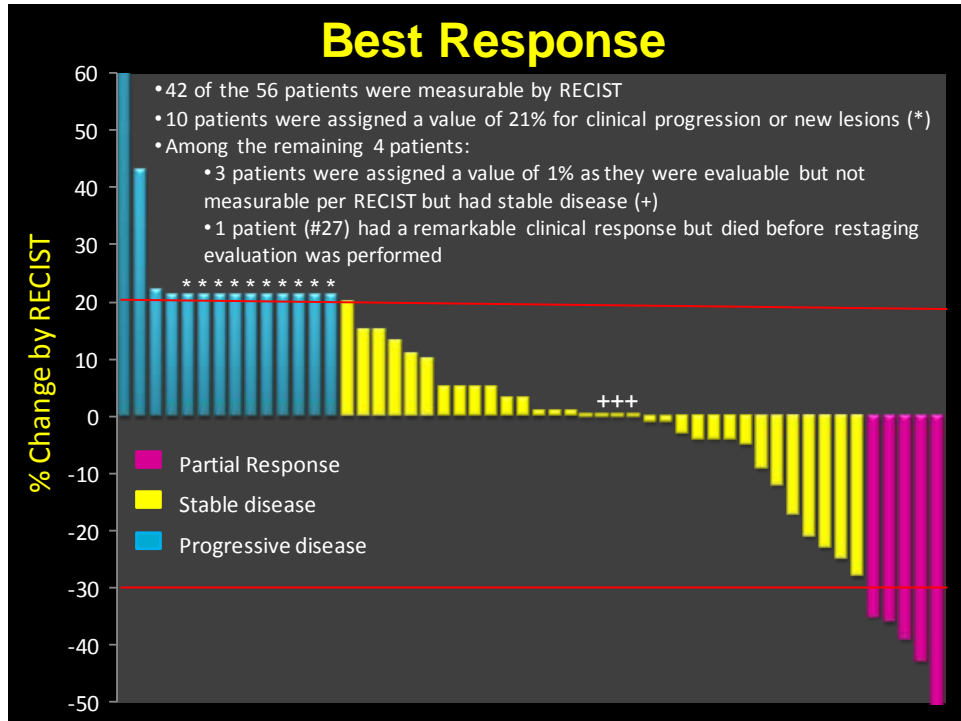 Best Response
60
50
40
30
20
10
0
-10
-20
-30
-40
-50
% Change by RECIST
•42 of the 56 patients were measurable by RECIST
•10 patients were assigned a value of 21% for clinical progression or new lesions (*)
•Among the remaining 4 patients:
•3 patients were assigned a value of 1% as they were evaluable but not
measurable per RECIST but had stable disease (+)
•1 patient (#27) had a remarkable clinical response but died before restaging
evaluation was performed
* * * * * * * * * *
+++
Partial Response
Stable disease
Progressive disease